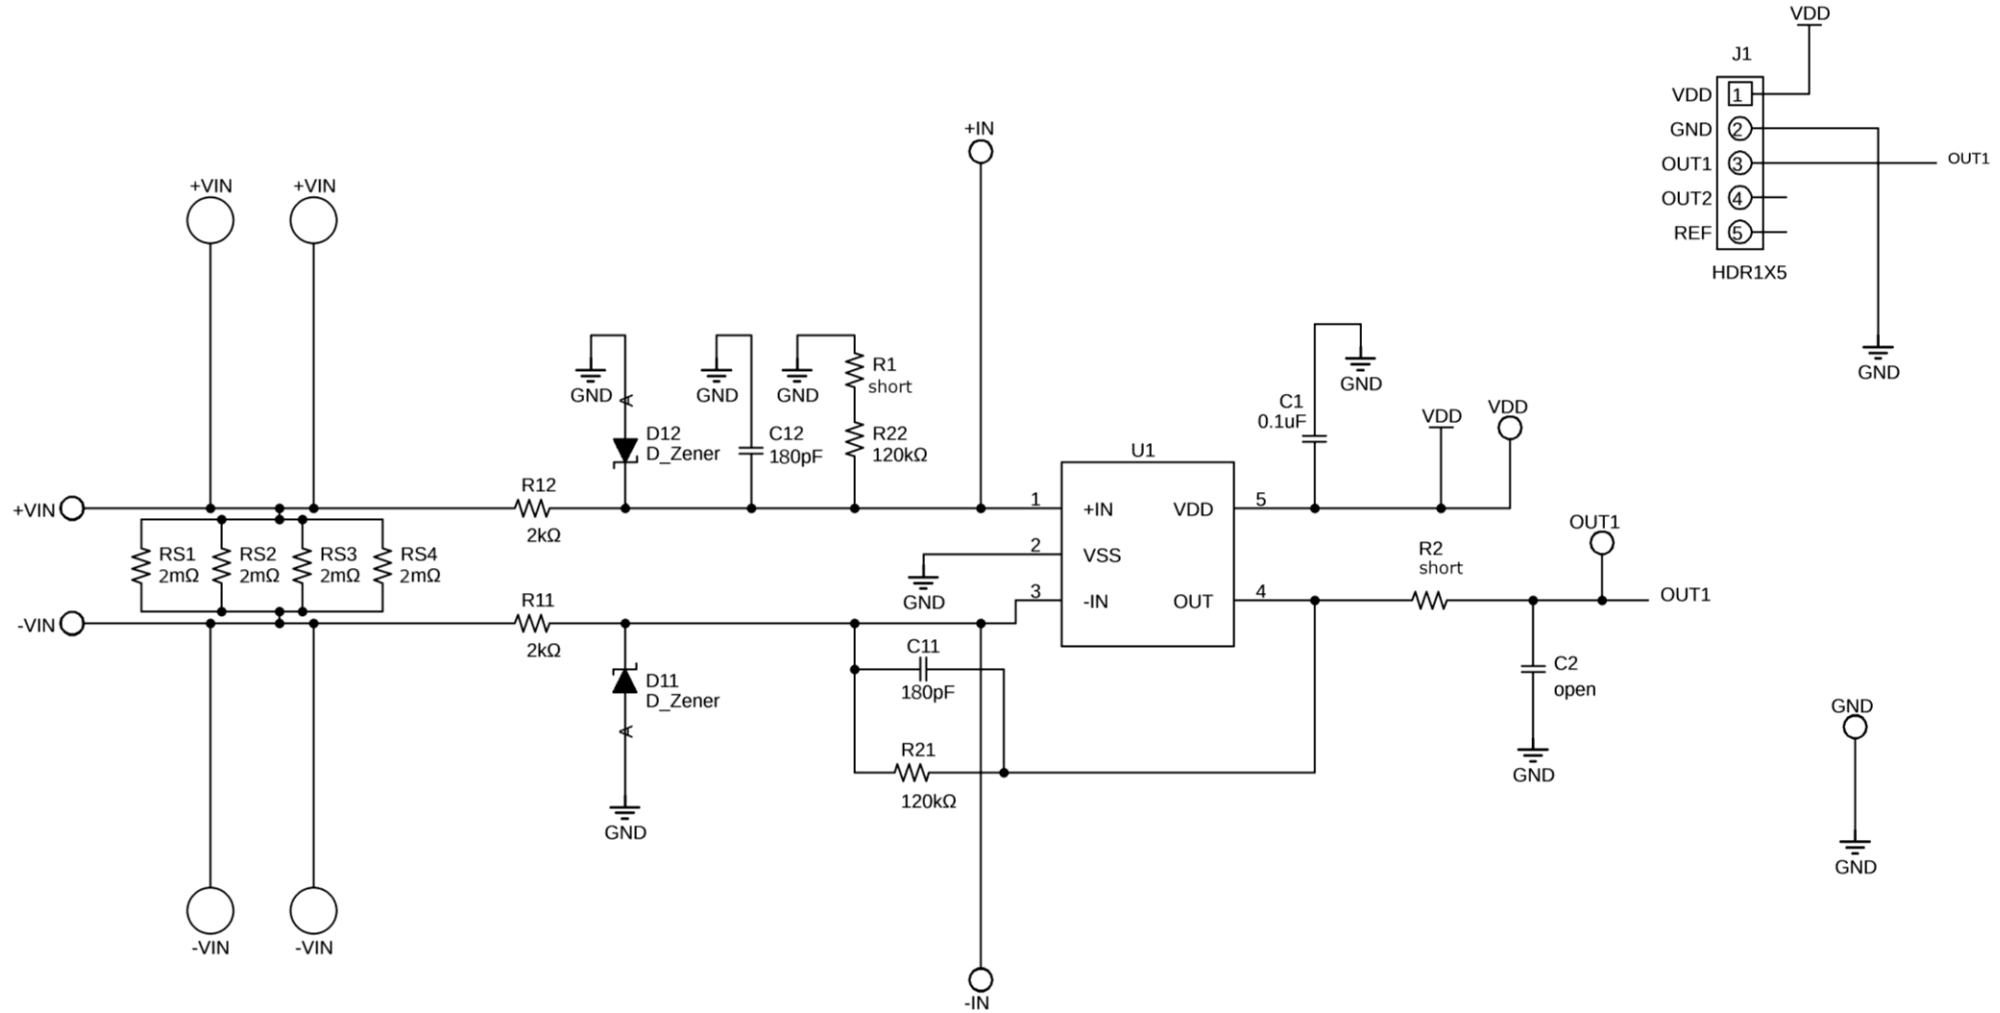 VDD
J1
VDD 1
GND 2
OUT1 3 OUT1
OUT2 4
REF 5
HDR1X5
GND
+IN
+VIN +VIN
R1
short
GND GND GND
A
D12
D_Zener
C12
180pF
R22
120kΩ
C1
0.1uF
GND
VDD VDD
U1
R12
2kΩ
+VIN
1 +IN VDD 5
2 VSS
3 -IN OUT 4
GND
RS1
2mΩ
RS2
2mΩ
RS3
2mΩ
RS4
2mΩ
R11
2kΩ
-VIN
R2
short
OUT1
OUT1
C11
180pF
D11
D_Zener
A
GND
R21
120kΩ
C2
open
GND
GND
GND
-VIN -VIN
-IN